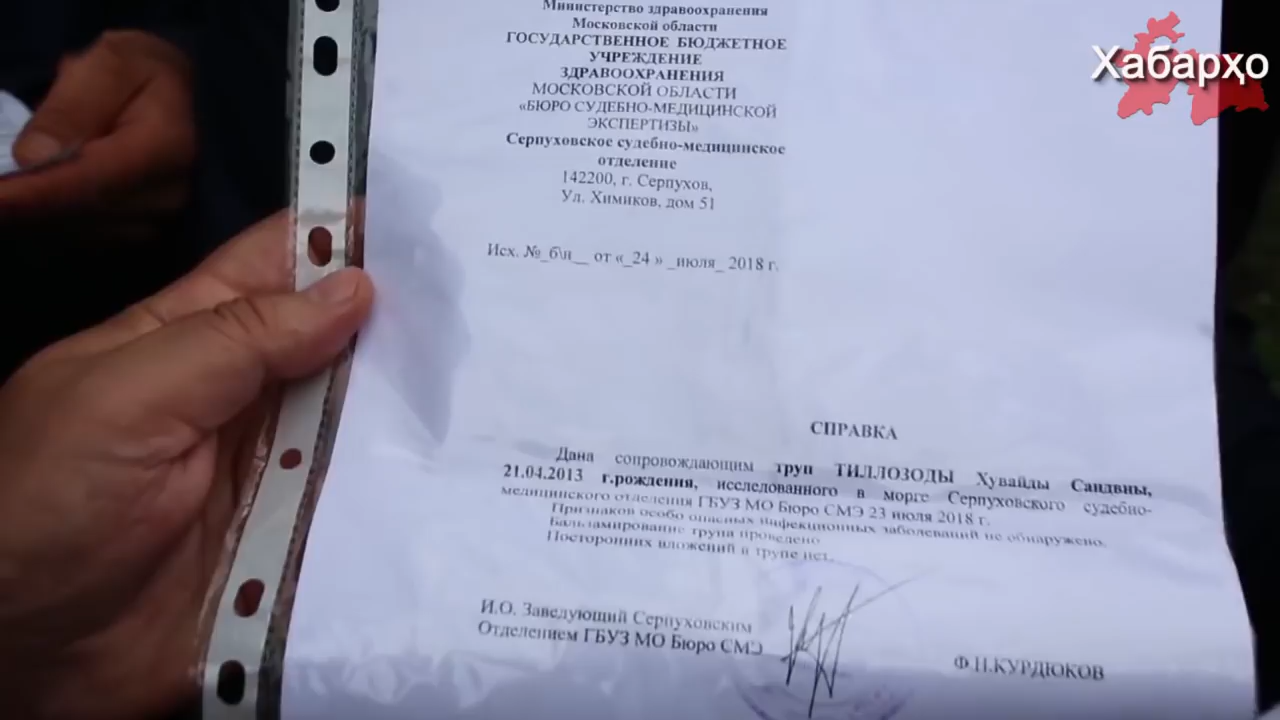 Хабарҳо
Министерство здравоохранения
Московской области
ГОСУДАРСТВЕННОЕ БЮДЖЕТНОЕ
УЧРЕЖДЕНИЕ
ЗДРАВООХРАНЕНИЯ
МОСКОВСКОЙ ОБЛАСТИ
«БЮРО СУДЕБНО-МЕДИЦИНСКОЙ
ЭКСПЕРТИЗЫ»
Серпуховское судебно-медицинское
отделение
142200, г. Серпухов,
Ул. Химиков, дом 51
Исх. №_б\н__ от «_24 » _июля_ 2018 г.
СПРАВКА
Дана сопровождающим труп ТИЛЛОЗОДЫ Хувайды Саидвны,
21.04.2013 г.рождения, исследованного в морге Серпуховского судебно-
медицинского отделения ГБУЗ МО Бюро СМЭ 23 июля 2018 г.
Признаков особо опасных инфекционных заболеваний не обнаружено.
Бальзамирование трупа проведено
Посторонних вложений в трупе нет.
И.О. Заведующий Серпуховским
Отделением ГБУЗ МО Бюро СМЭ
Ф.Н.КУРДЮКОВ